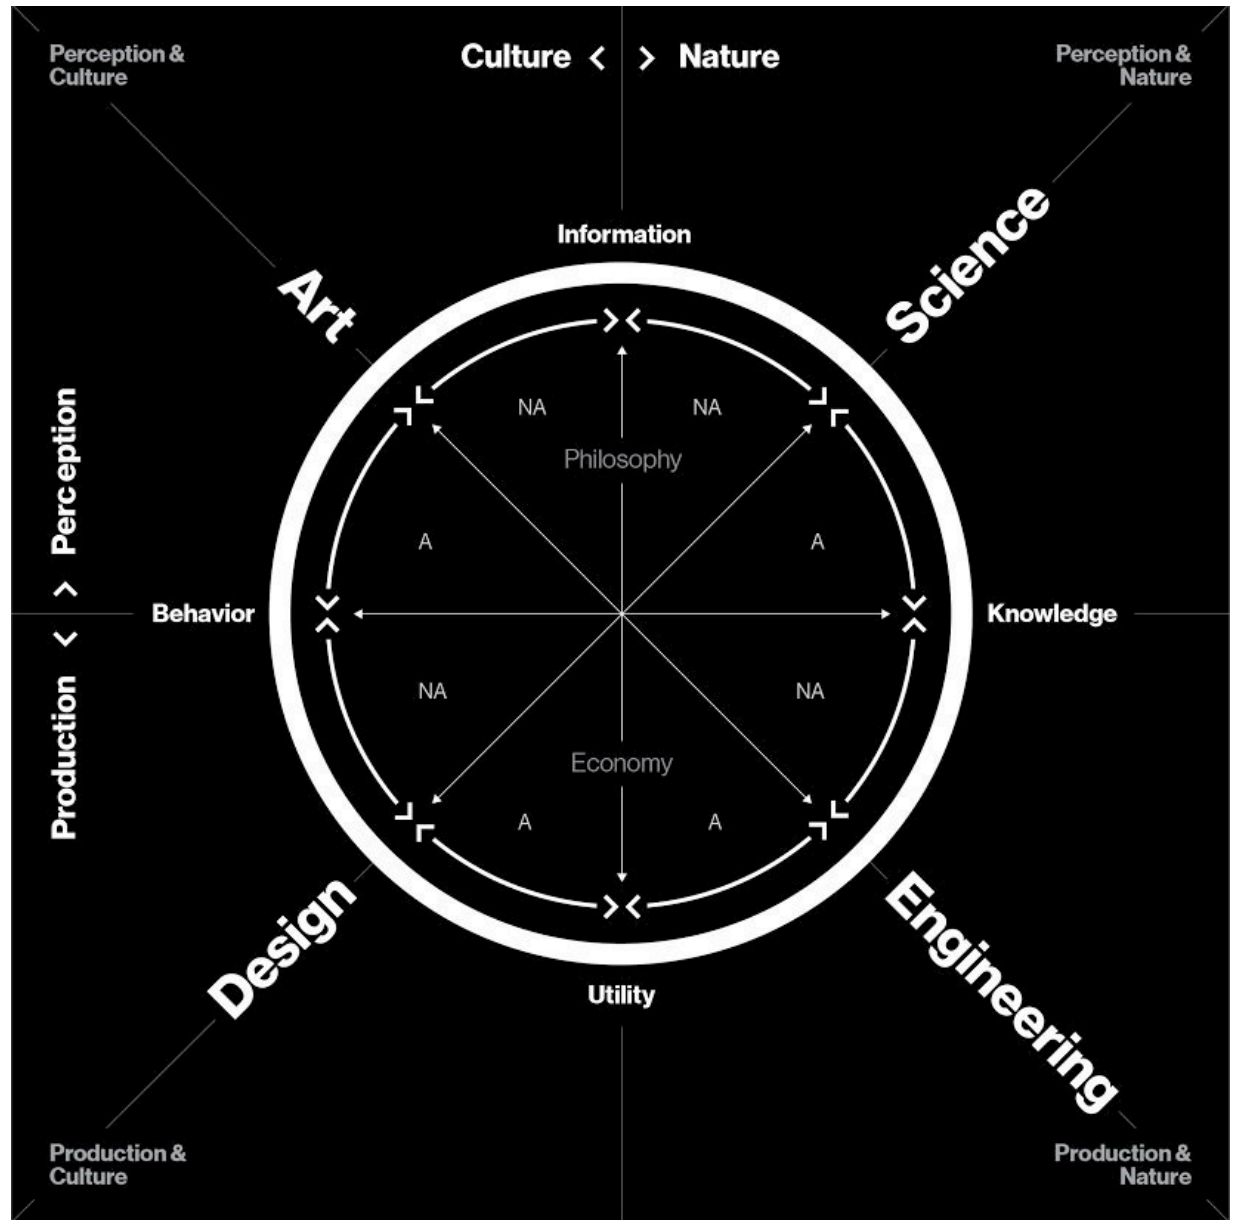 Perception &
Culture
Culture < > Nature
Perception &
Nature
Science
Information
Art
NA
NA
Philosophy
Perception
A
A
Behavior
Knowledge
NA
NA
Production
Economy
A
A
Design
Engineering
Utility
Production &
Culture
Production &
Nature